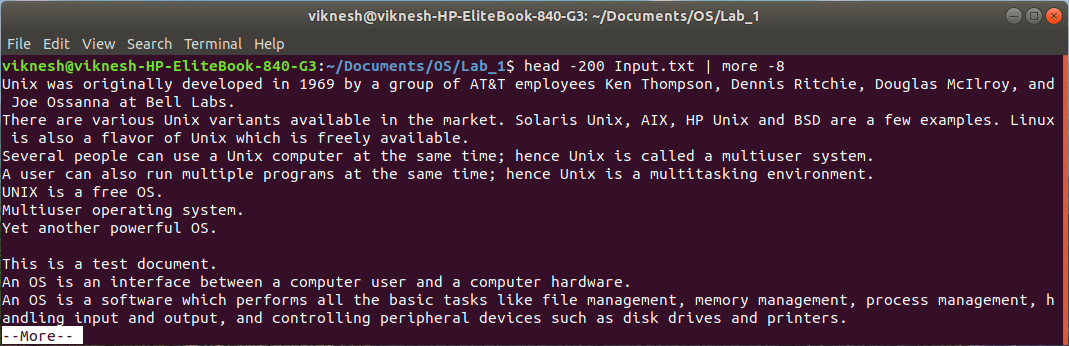 viknesh@viknesh-HP-EliteBook-840-G3: ~/Documents/OS/Lab_1
File Edit View Search Terminal Help
viknesh@viknesh-HP-EliteBook-840-G3:~/Documents/OS/Lab_1$ head -200 Input.txt | more -8
Unix was originally developed in 1969 by a group of AT&T employees Ken Thompson, Dennis Ritchie, Douglas McIlroy, and
 Joe Ossanna at Bell Labs.
There are various Unix variants available in the market. Solaris Unix, AIX, HP Unix and BSD are a few examples. Linux
 is also a flavor of Unix which is freely available.
Several people can use a Unix computer at the same time; hence Unix is called a multiuser system.
A user can also run multiple programs at the same time; hence Unix is a multitasking environment.
UNIX is a free OS.
Multiuser operating system.
Yet another powerful OS.

This is a test document.
An OS is an interface between a computer user and a computer hardware.
An OS is a software which performs all the basic tasks like file management, memory management, process management, h
andling input and output, and controlling peripheral devices such as disk drives and printers.
--More--